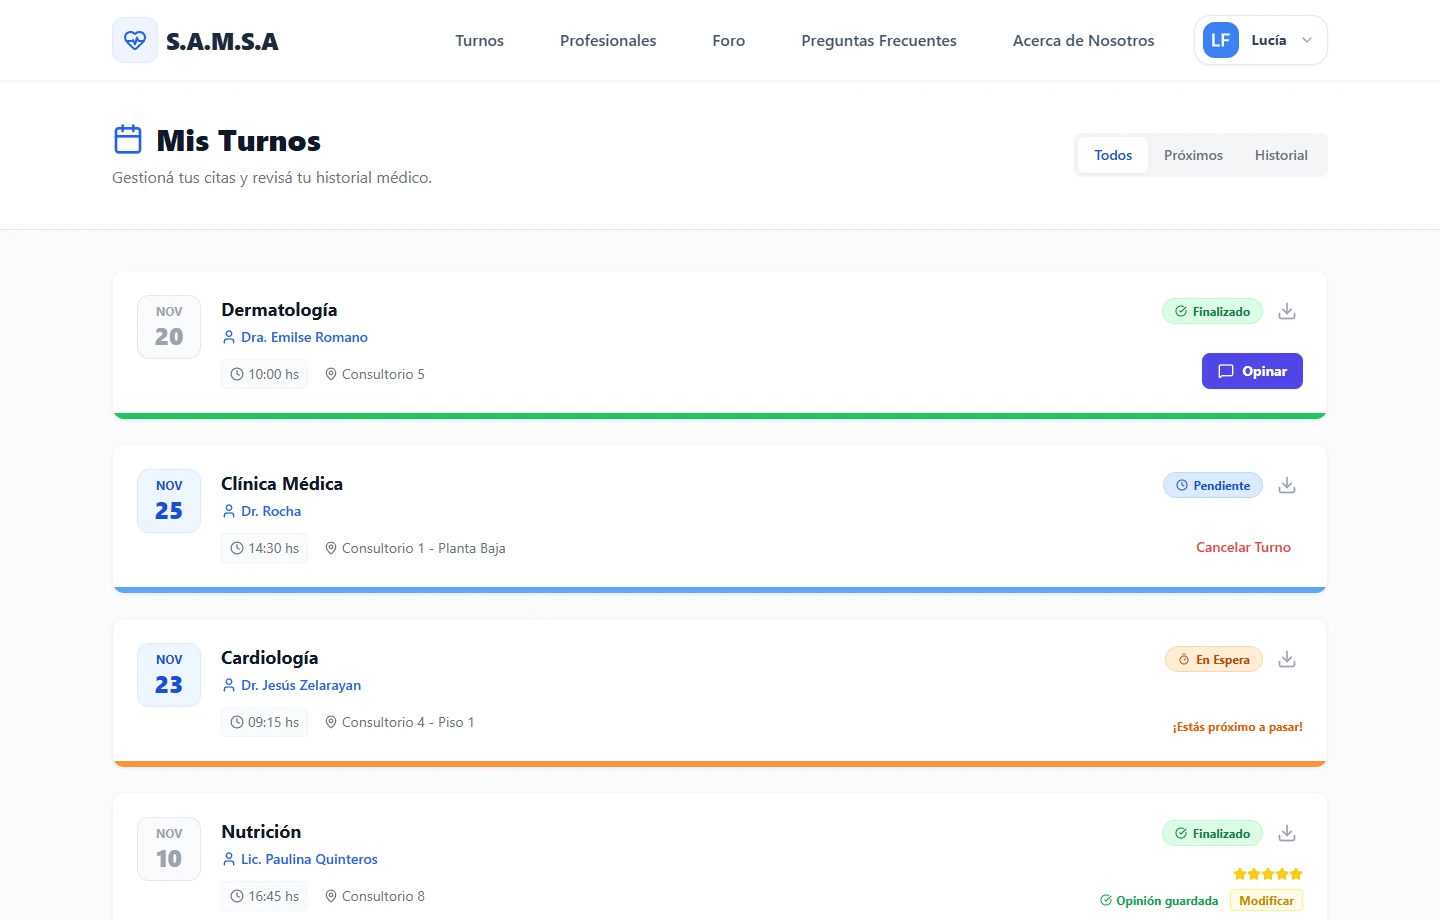 S.A.M.S.A
Turnos
Profesionales
Foro
Preguntas Frecuentes
Acerca de Nosotros
LF
Lucía
Mis Turnos
Gestioná tus citas y revisá tu historial médico.
Todos
Próximos
Historial
NOV
20
Dermatología
Dra. Emilse Romano
10:00 hs
Consultorio 5
Finalizado
Opinar
NOV
25
Clínica Médica
Dr. Rocha
14:30 hs
Consultorio 1 - Planta Baja
Pendiente
Cancelar Turno
NOV
23
Cardiología
Dr. Jesús Zelarayan
09:15 hs
Consultorio 4 - Piso 1
En Espera
¡Estás próximo a pasar!
NOV
10
Nutrición
Lic. Paulina Quinteros
16:45 hs
Consultorio 8
Finalizado
Opinión guardada
Modificar